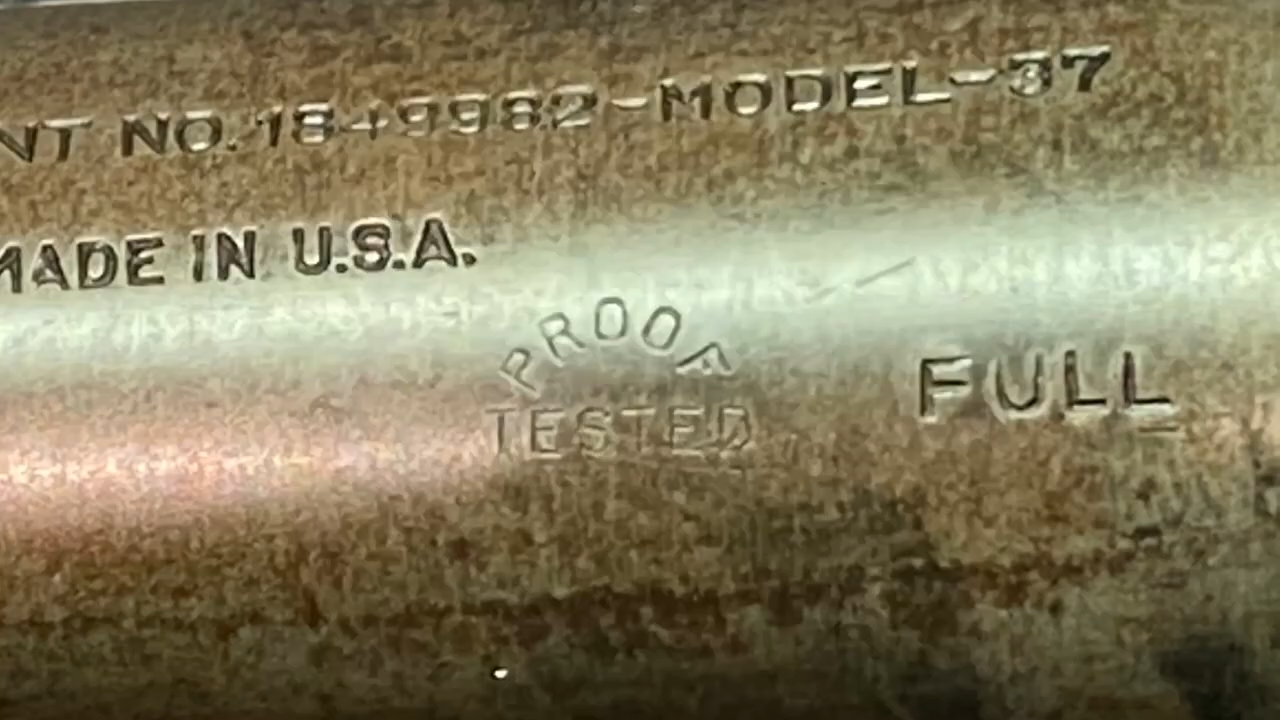 NT NO. 1849982-MODEL-37
MADE IN U.S.A.
PROOF
TESTED
FULL